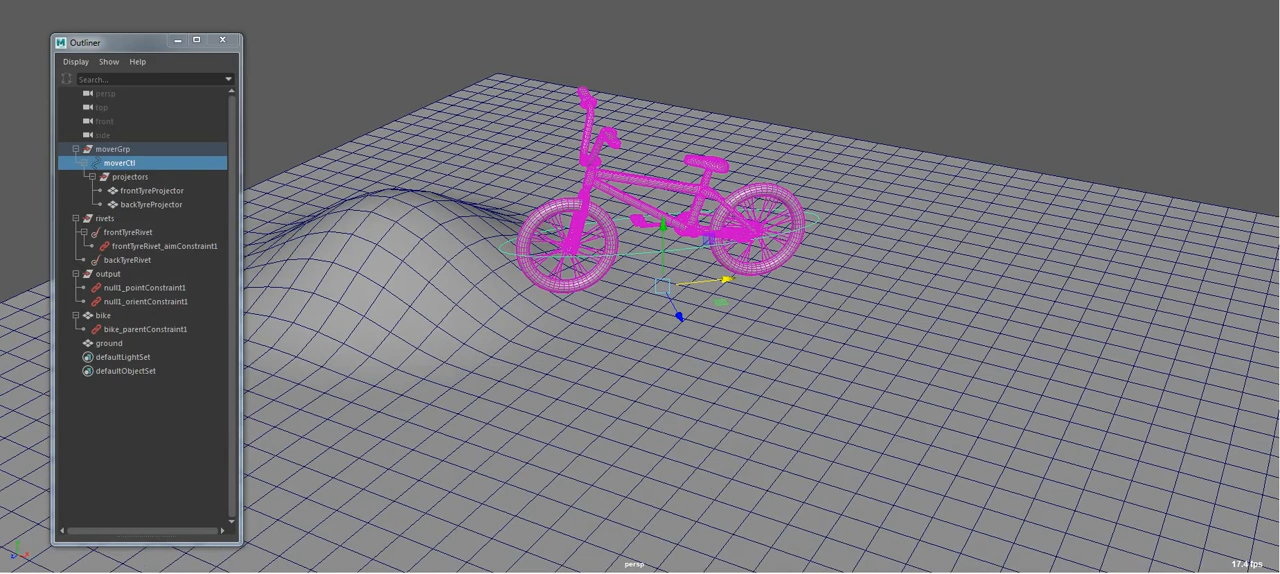 Outliner
Display Show Help
Search...
persp
top
front
side
moverGrp
moverCtl
projectors
frontTyreProjector
backTyreProjector
rivets
frontTyreRivet
frontTyreRivet_aimConstraint1
backTyreRivet
output
null1_pointConstraint1
null1_orientConstraint1
bike
bike_parentConstraint1
ground
defaultLightSet
defaultObjectSet
persp
17.4 fps